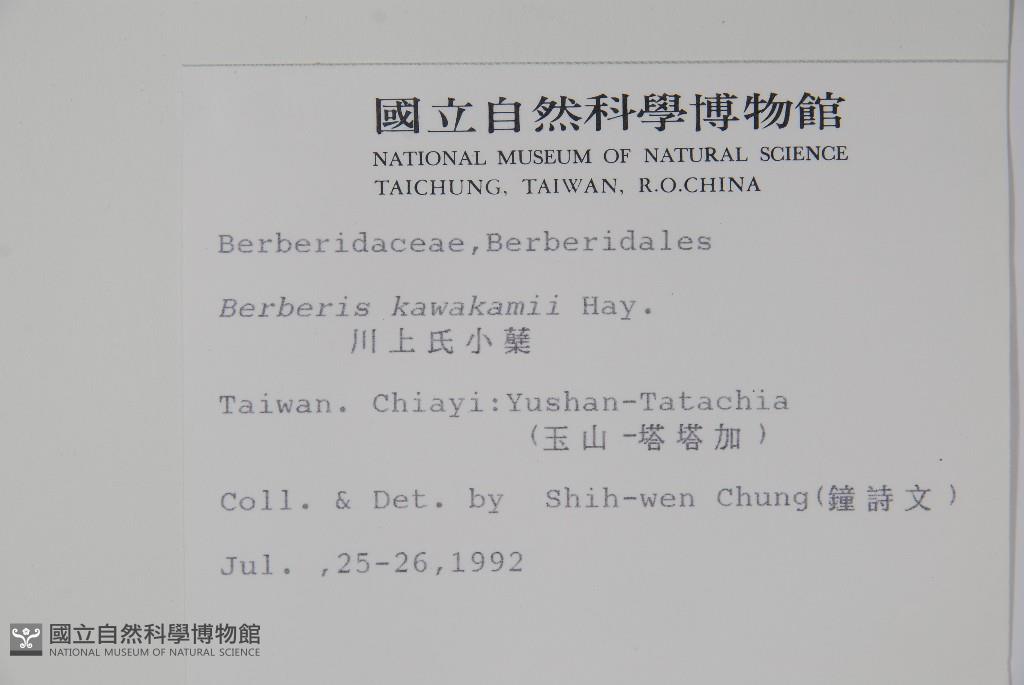 國立自然科學博物館
NATIONAL MUSEUM OF NATURAL SCIENCE
TAICHUNG, TAIWAN, R.O.CHINA
Berberidaceae,Berberidales
Berberis kawakamii Hay.
川上氏小蘗
Taiwan. Chiayi:Yushan-Tatachia
(玉山-塔塔加)
Coll. & Det. by Shih-wen Chung(鐘詩文)
Jul. ,25-26,1992
國立自然科學博物館
NATIONAL MUSEUM OF NATURAL SCIENCE